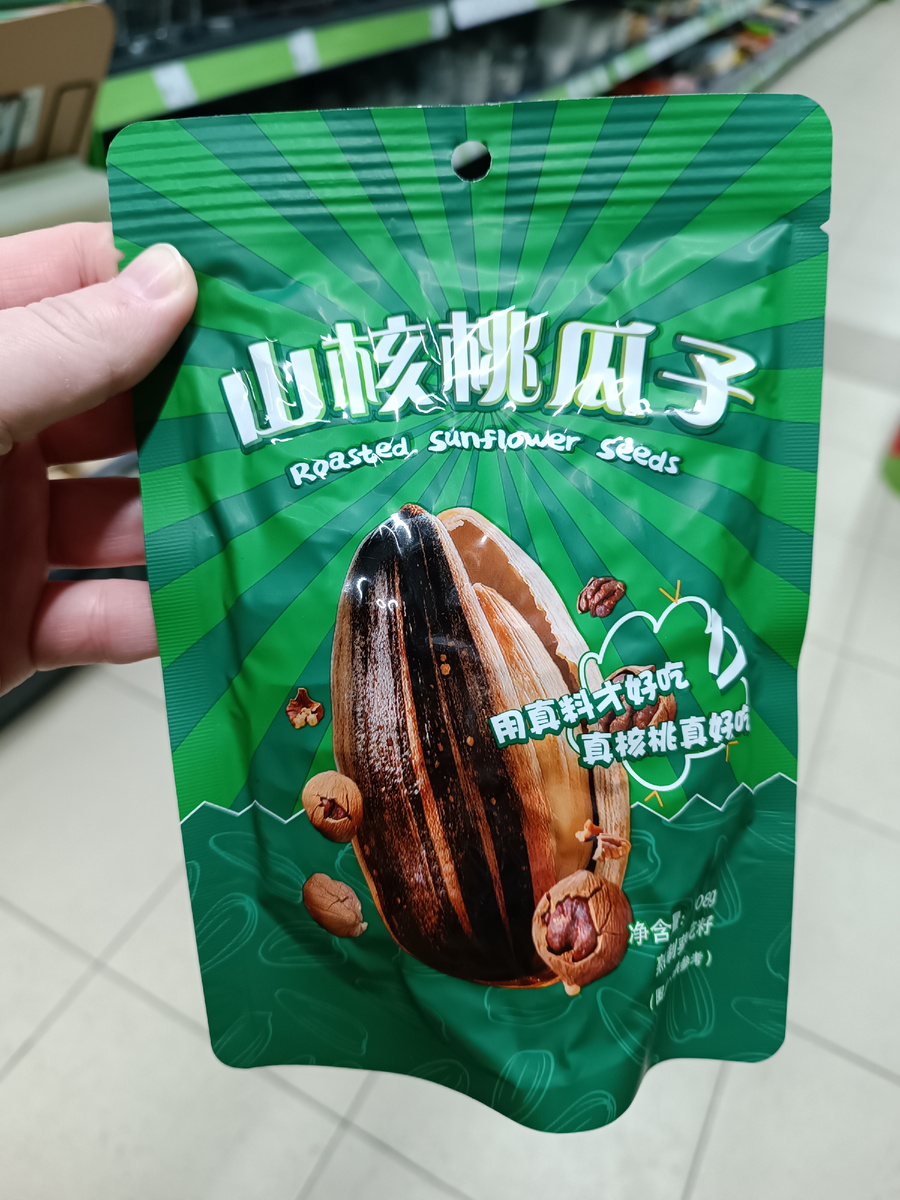 山核桃瓜子
Roasted Sunflower Seeds
用真料才好吃
真核桃真好吃
净含量: